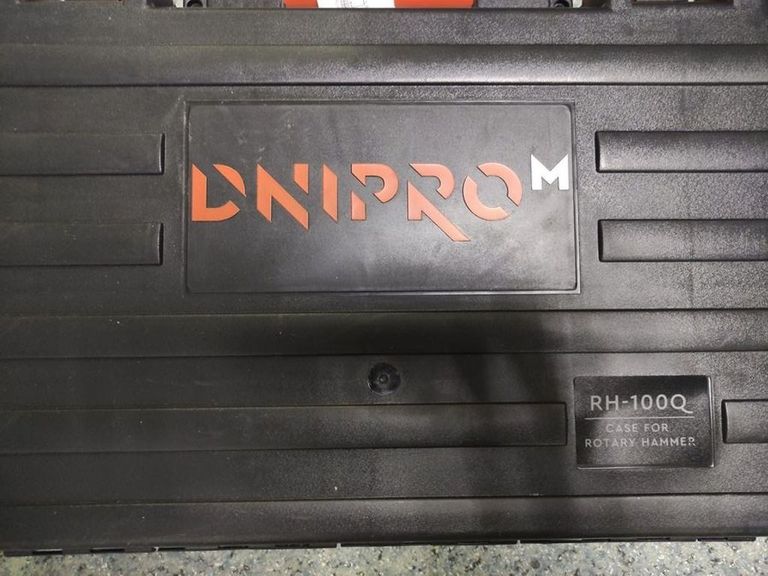 DNIPRO M
RH-100Q
CASE FOR
ROTARY HAMMER